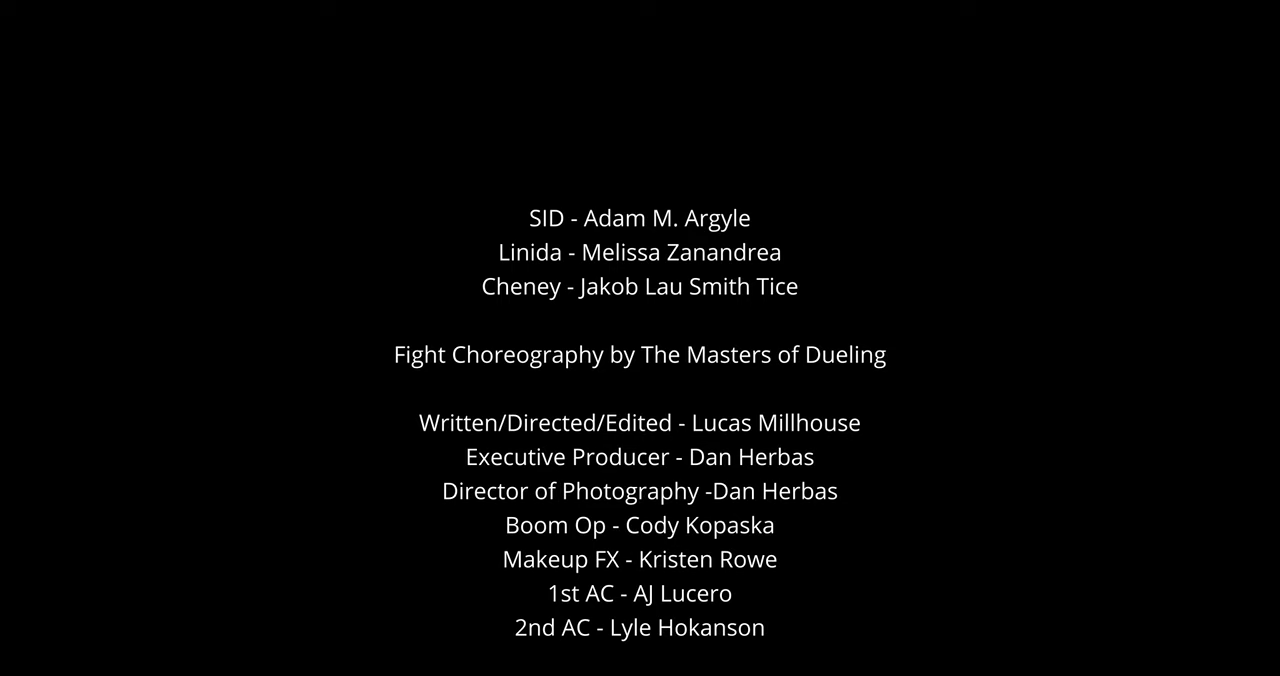 SID - Adam M. Argyle
Linida - Melissa Zanandrea
Cheney - Jakob Lau Smith Tice
Fight Choreography by The Masters of Dueling
Written/Directed/Edited - Lucas Millhouse
Executive Producer - Dan Herbas
Director of Photography -Dan Herbas
Boom Op - Cody Kopaska
Makeup FX - Kristen Rowe
1st AC - AJ Lucero
2nd AC - Lyle Hokanson